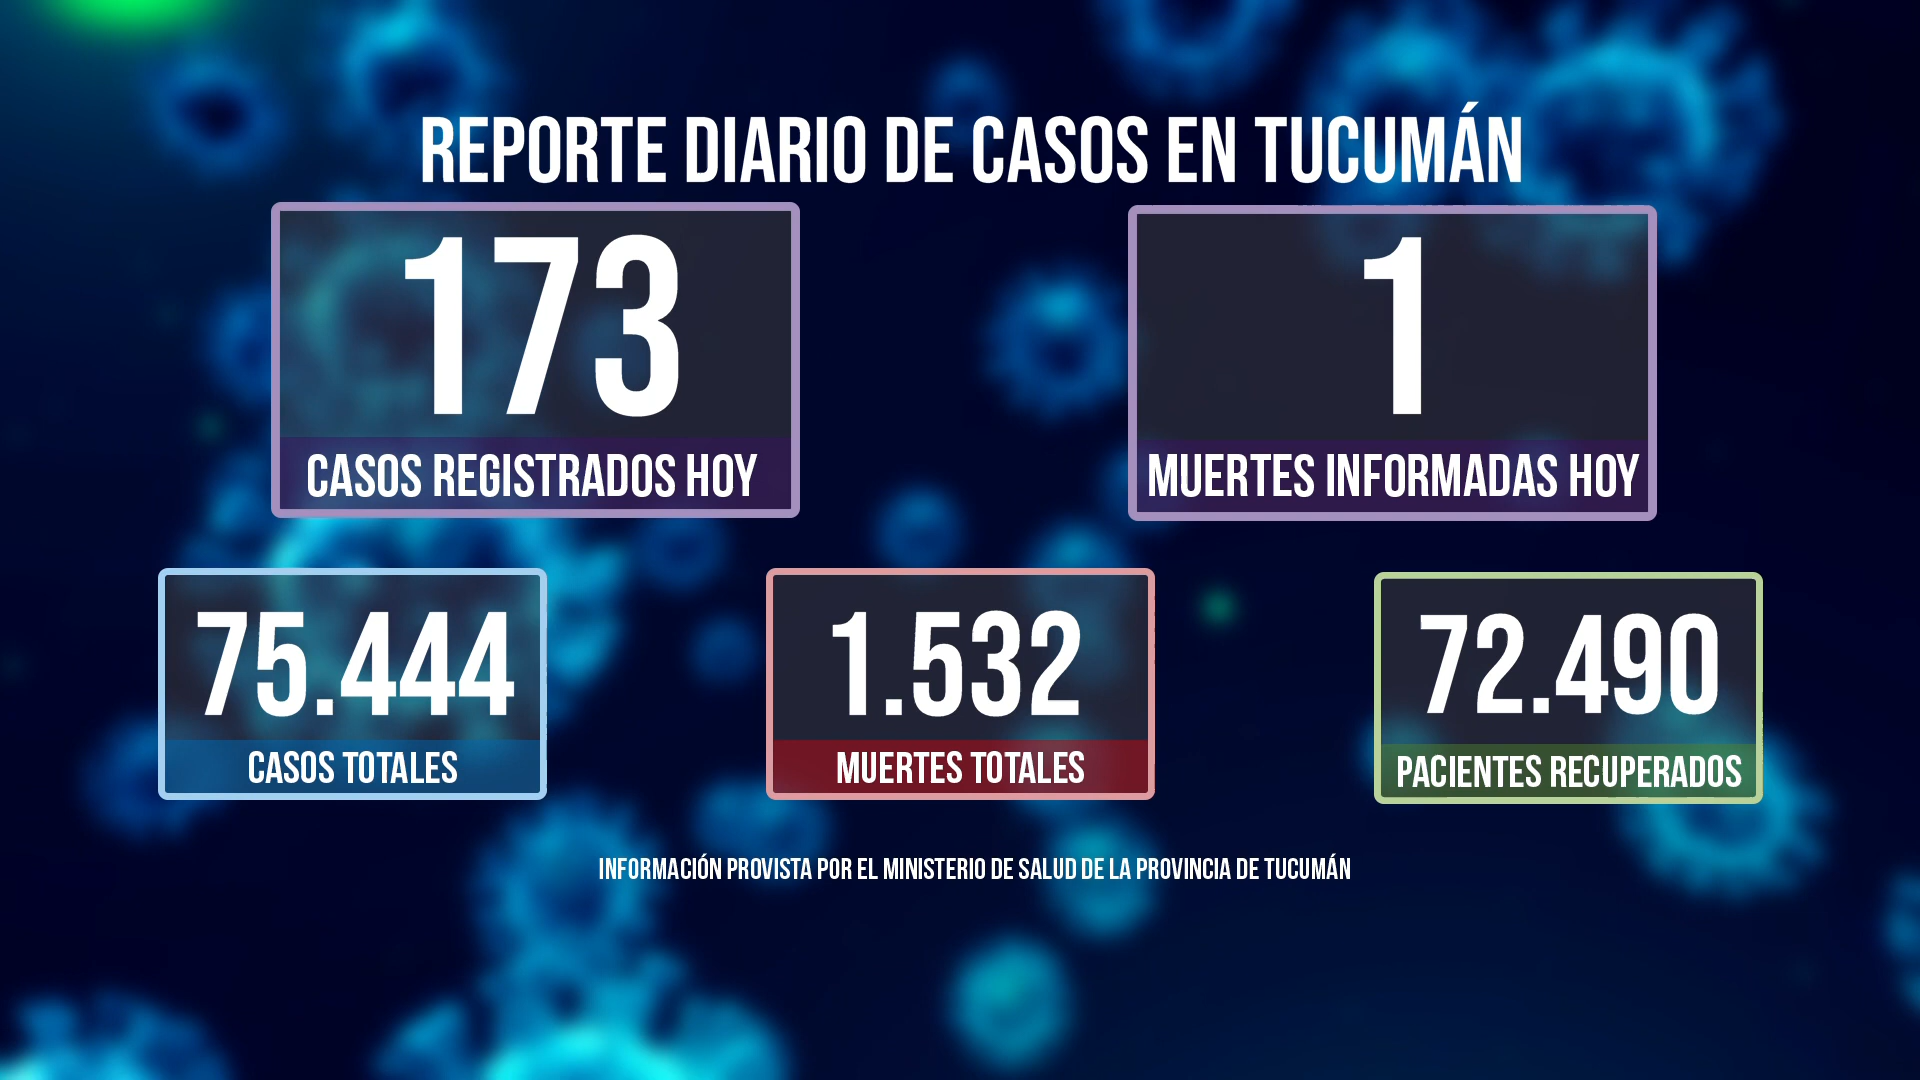 REPORTE DIARIO DE CASOS EN TUCUMÁN
173
CASOS REGISTRADOS HOY
1
MUERTES INFORMADAS HOY
75.444
CASOS TOTALES
1.532
MUERTES TOTALES
72.490
PACIENTES RECUPERADOS
INFORMACIÓN PROVISTA POR EL MINISTERIO DE SALUD DE LA PROVINCIA DE TUCUMÁN